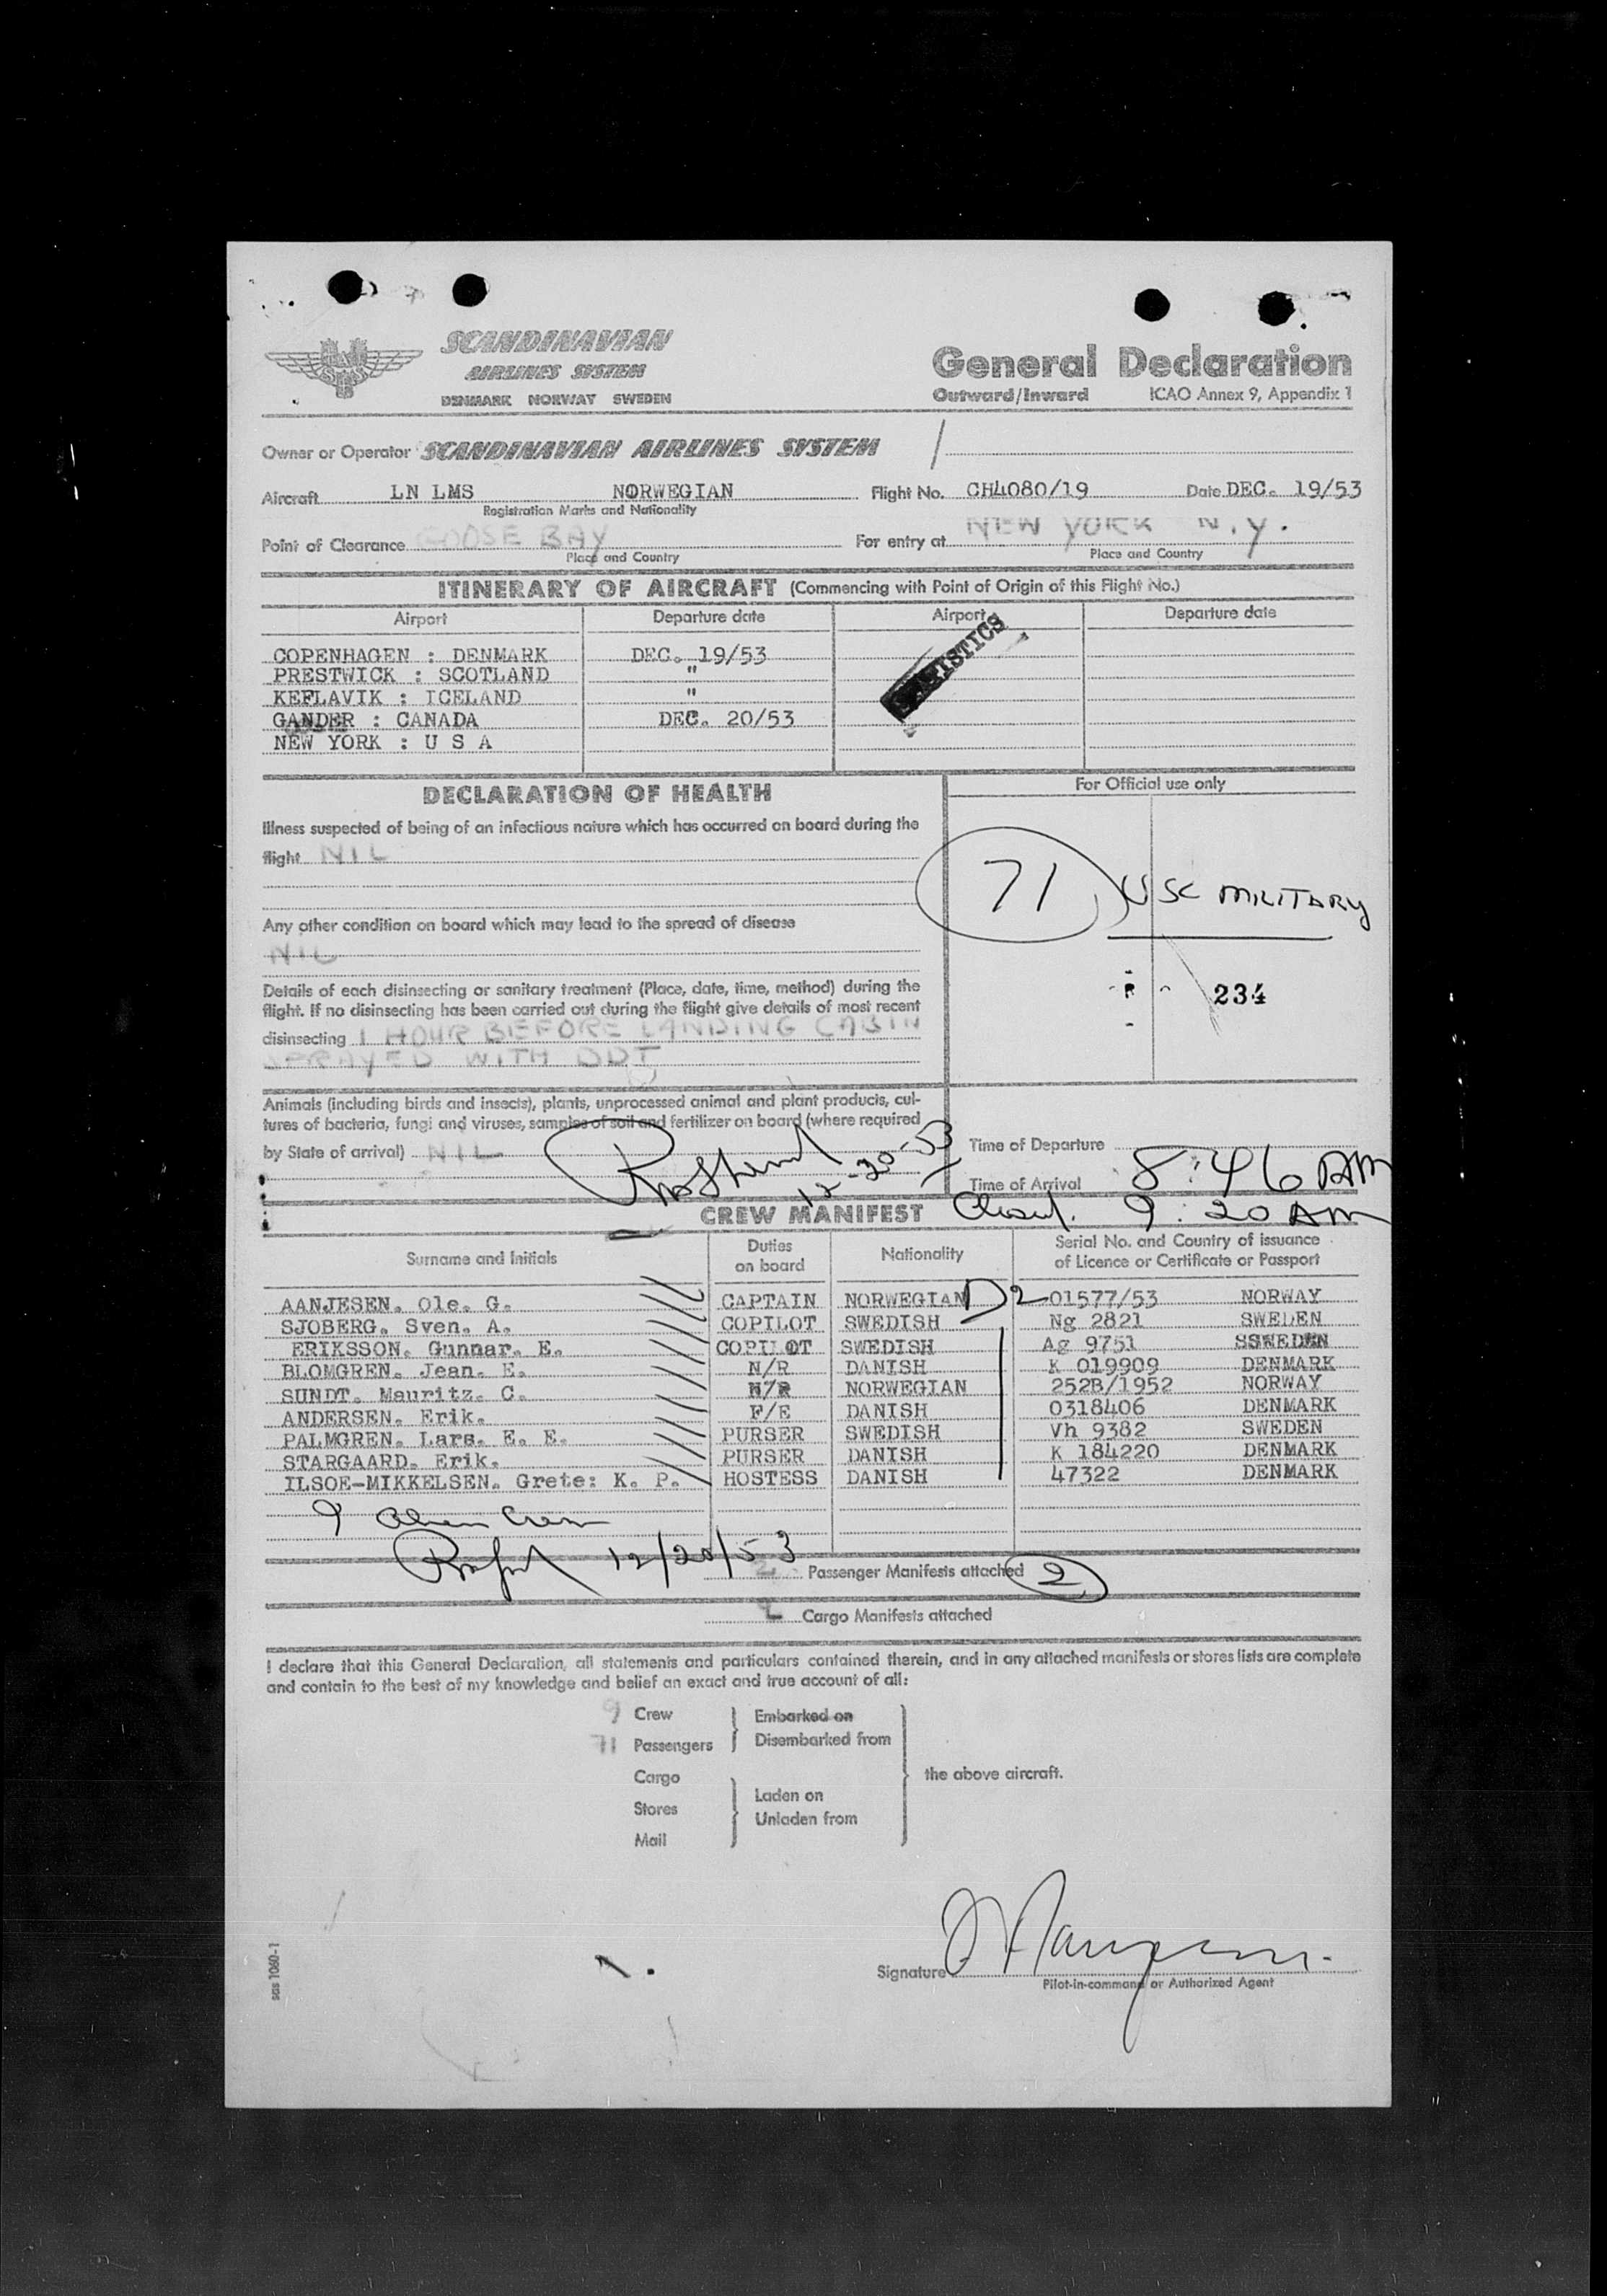 SCANDINAVIAN
AIRLINES SYSTEM
DENMARK NORWAY SWEDEN
General Declaration
Outward/Inward ICAO Annex 9, Appendix 1
Owner or Operator SCANDINAVIAN AIRLINES SYSTEM
Aircraft LN LMS NORWEGIAN Flight No. CH4080/19 Date DEC. 19/53
Registration Marks and Nationality
Point of Clearance GOOSE BAY For entry at NEW YORK N.Y.
Place and Country Place and Country
ITINERARY OF AIRCRAFT (Commencing with Point of Origin of this Flight No.)
Airport Departure date Airport Departure date
COPENHAGEN : DENMARK DEC. 19/53
PRESTWICK : SCOTLAND "
KEFLAVIK : ICELAND "
GANDER : CANADA DEC. 20/53
NEW YORK : U S A
STATISTICS
DECLARATION OF HEALTH
For Official use only
Illness suspected of being of an infectious nature which has occurred on board during the
flight NIL
71 USC MILITARY
Any other condition on board which may lead to the spread of disease
NIL
234
Details of each disinsecting or sanitary treatment (Place, date, time, method) during the
flight. If no disinsecting has been carried out during the flight give details of most recent
disinsecting 1 HOUR BEFORE LANDING CABIN
SPRAYED WITH DDT
Animals (including birds and insects), plants, unprocessed animal and plant products, cul-
tures of bacteria, fungi and viruses, samples of soil and fertilizer on board (where required
by State of arrival) NIL
12-20-53
Time of Departure
Time of Arrival 8:46 AM
CREW MANIFEST
9:20 AM
Surname and Initials Duties on board Nationality Serial No. and Country of issuance of Licence or Certificate or Passport
AANJESEN. Ole. G. CAPTAIN NORWEGIAN D2 01577/53 NORWAY
SJOBERG. Sven. A. COPILOT SWEDISH Ng 2821 SWEDEN
ERIKSSON. Gunnar. E. COPILOT SWEDISH Ag 9751 SSWEDEN
BLOMGREN. Jean. E. N/R DANISH K 019909 DENMARK
SUNDT. Mauritz. C. N/R NORWEGIAN 252B/1952 NORWAY
ANDERSEN. Erik. F/E DANISH 0318406 DENMARK
PALMGREN. Lars. E. E. PURSER SWEDISH Vh 9382 SWEDEN
STARGAARD. Erik. PURSER DANISH K 184220 DENMARK
ILSOE-MIKKELSEN. Grete: K. P. HOSTESS DANISH 47322 DENMARK
9 Alien Crew
12/20/53
2 Passenger Manifests attached 2
Cargo Manifests attached
I declare that this General Declaration, all statements and particulars contained therein, and in any attached manifests or stores lists are complete
and contain to the best of my knowledge and belief an exact and true account of all:
9 Crew Embarked on
71 Passengers Disembarked from
Cargo the above aircraft.
Stores Laden on
Unladen from
Mail
Signature
Pilot-in-command or Authorized Agent
sas 1060-1